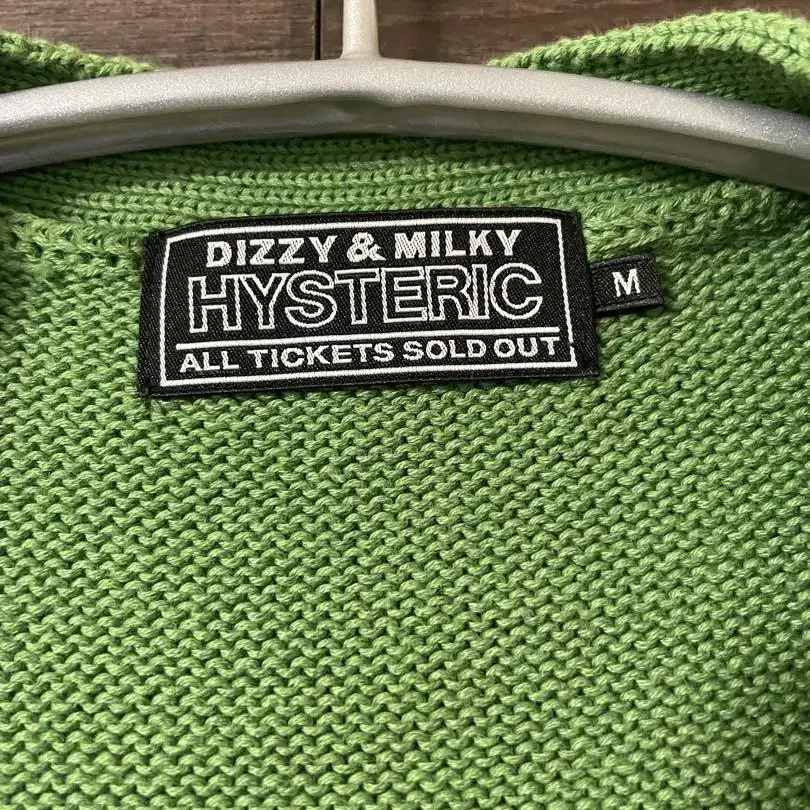 DIZZY & MILKY
HYSTERIC
ALL TICKETS SOLD OUT
M